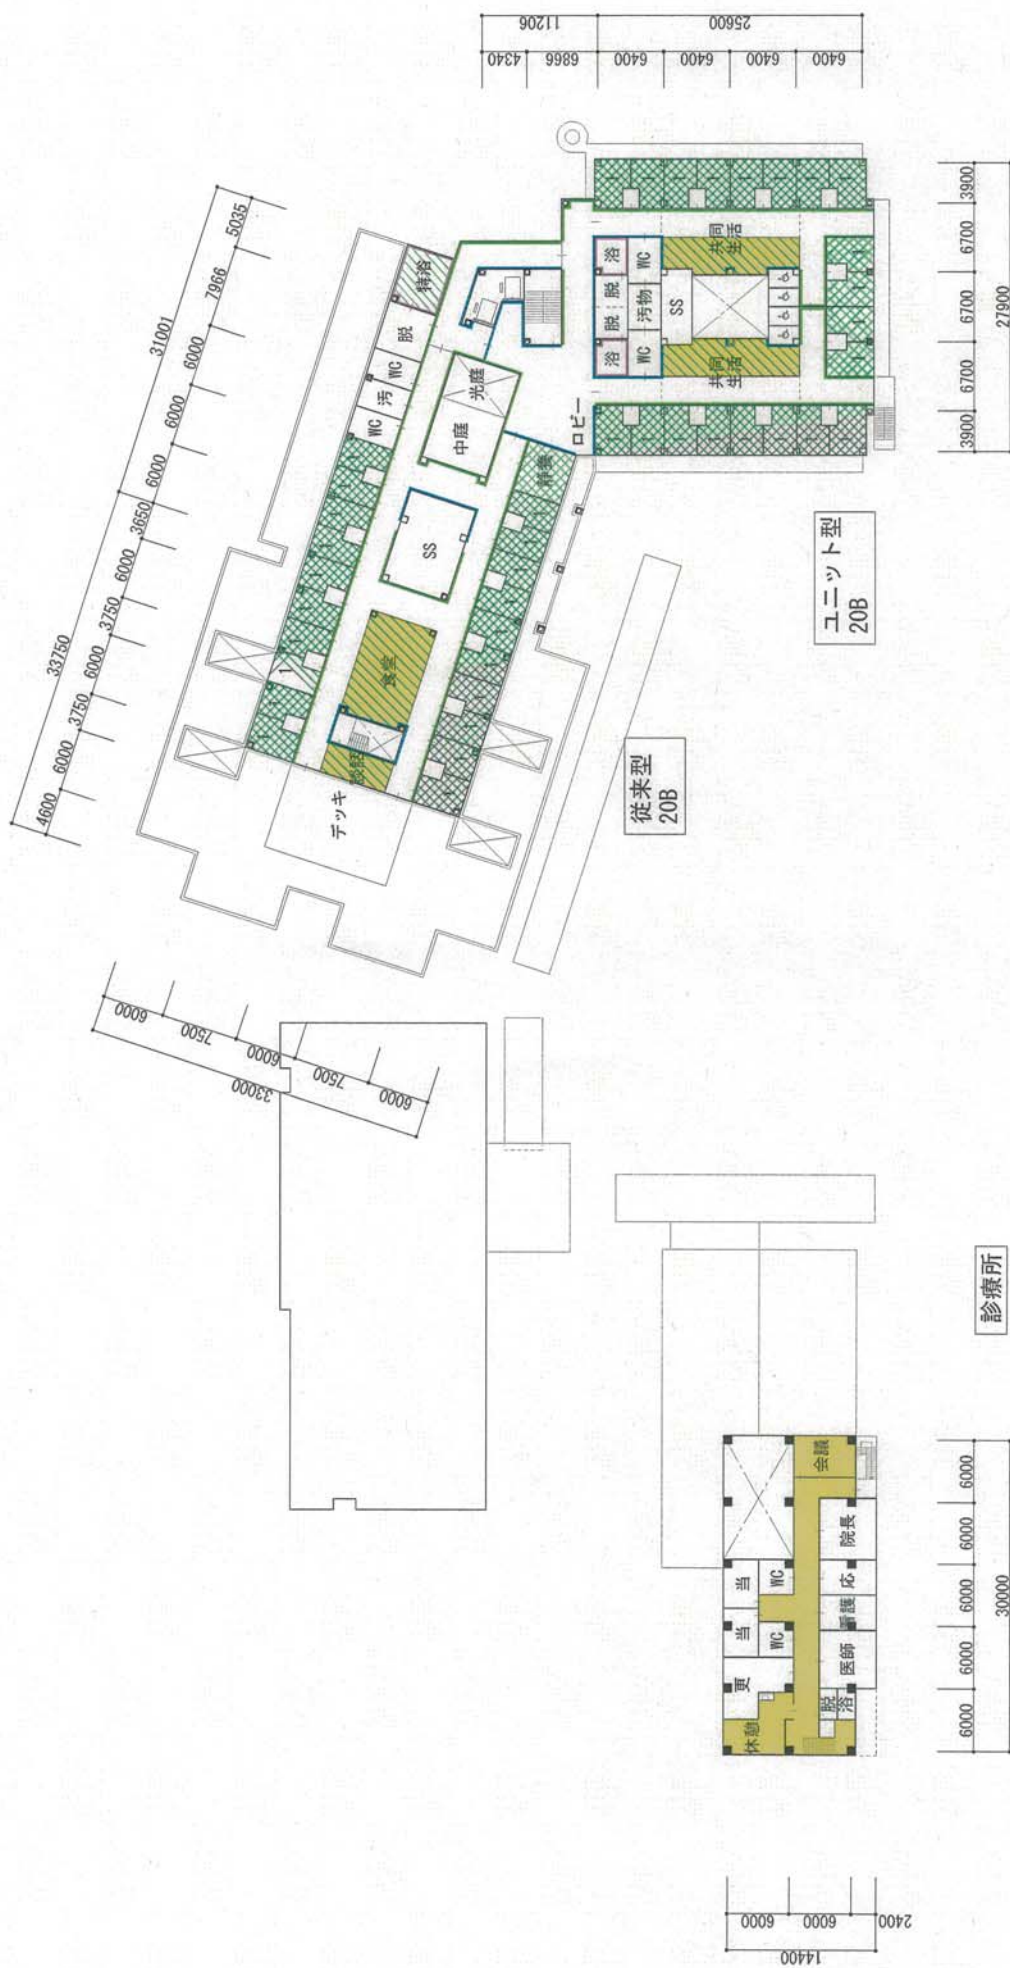 11206
25600
4340
6866
6400
6400
6400
6400
5035
7966
31001
6000
6000
6000
3650
6000
3750
33750
6000
3750
6000
4600
特浴
脱
WC
汚
WC
光庭
中庭
SS
食堂
談話
デッキ
静養
ロビー
浴
脱
脱
浴
WC
汚物
WC
SS
共同
生活
共同
生活
3900
6700
6700
6700
3900
27900
ユニット型
20B
従来型
20B
6000
7500
6000
7500
6000
33000
診療所
会議
院長
応
看護
医師
脱
浴
当
WC
当
WC
更
休憩
6000
6000
6000
6000
6000
30000
6000
6000
2400
14400